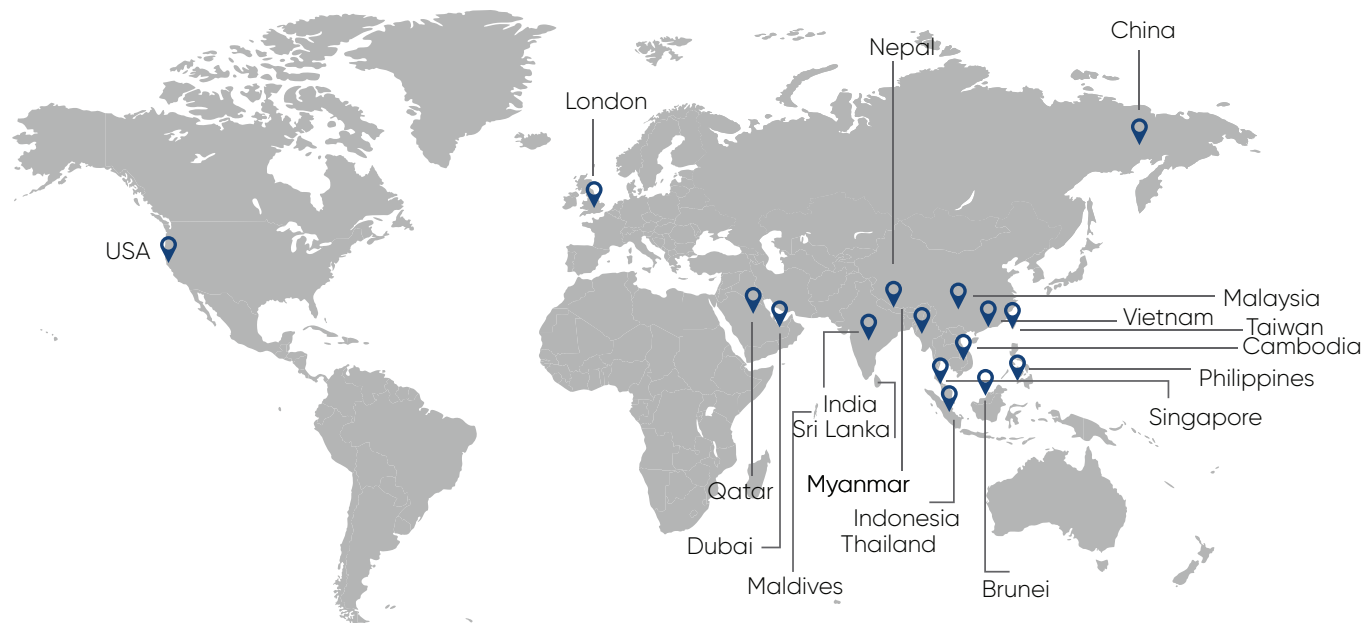 China
Nepal
London
USA
Malaysia
Vietnam
Taiwan
Cambodia
Philippines
India
Singapore
Sri Lanka
Myanmar
Qatar
Indonesia
Thailand
Dubai
Maldives
Brunei